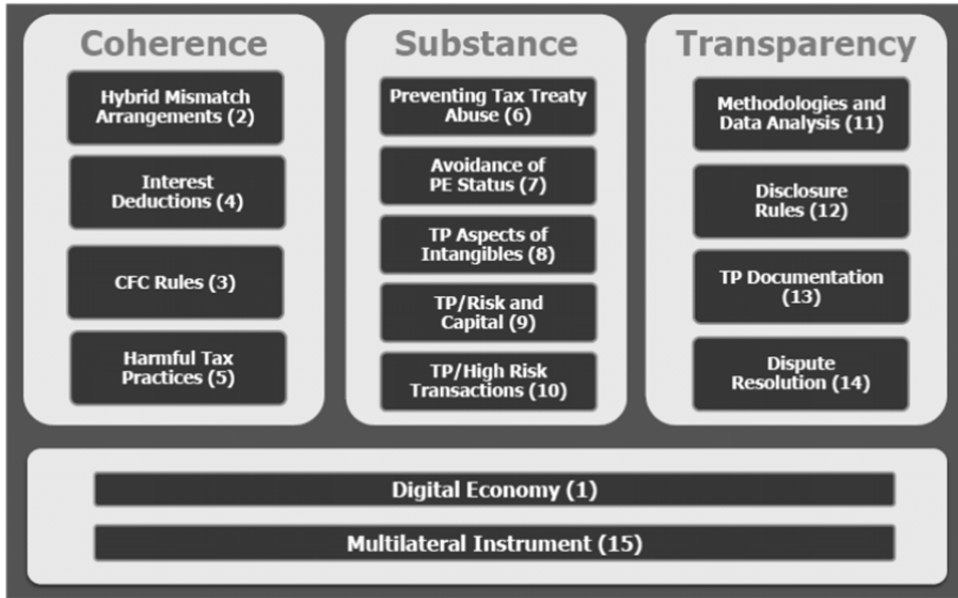 Coherence
Hybrid Mismatch
Arrangements (2)
Interest
Deductions (4)
CFC Rules (3)
Harmful Tax
Practices (5)
Substance
Preventing Tax Treaty
Abuse (6)
Avoidance of
PE Status (7)
TP Aspects of
Intangibles (8)
TP/Risk and
Capital (9)
TP/High Risk
Transactions (10)
Transparency
Methodologies and
Data Analysis (11)
Disclosure
Rules (12)
TP Documentation
(13)
Dispute
Resolution (14)
Digital Economy (1)
Multilateral Instrument (15)